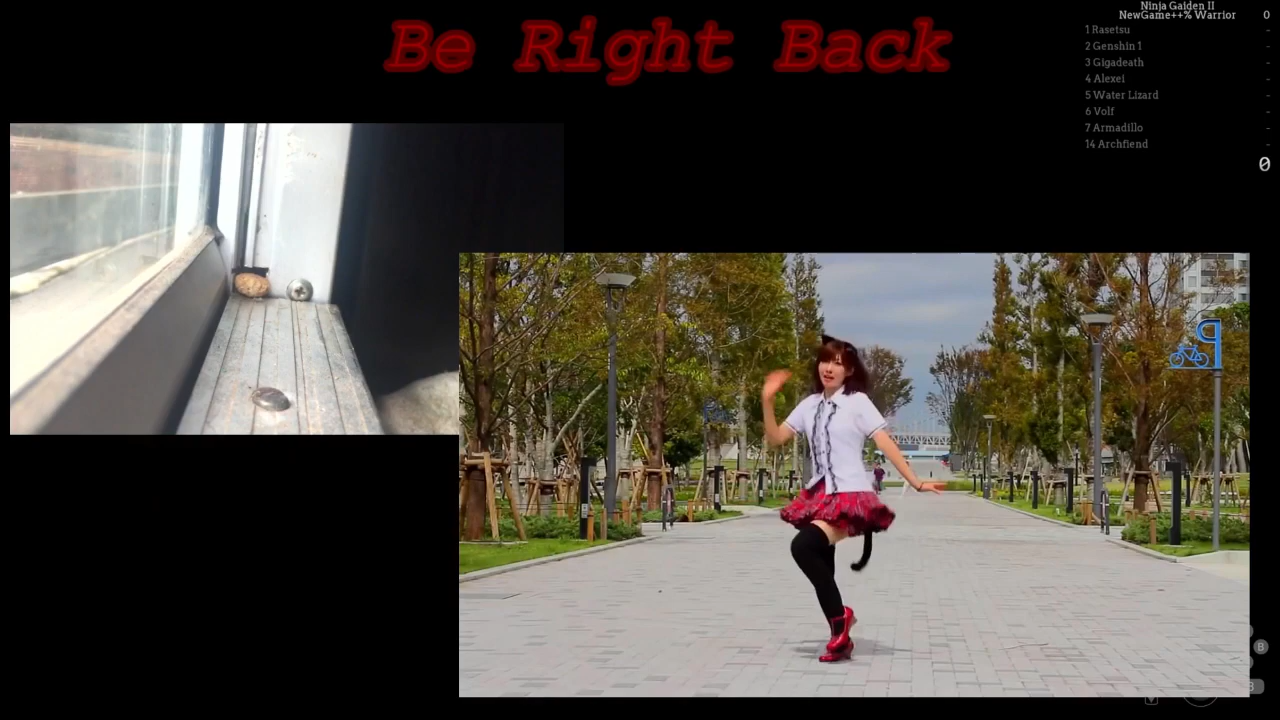 Be Right Back
Ninja Gaiden II
NewGame++% Warrior 0
1 Rasetsu -
2 Genshin 1 -
3 Gigadeath -
4 Alexei -
5 Water Lizard -
6 Volf -
7 Armadillo -
14 Archfiend -
0
P
B